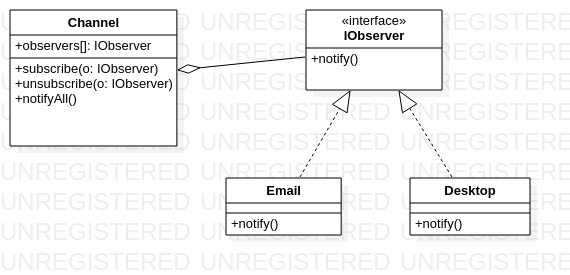 Channel
+observers[]: IObserver
+subscribe(o: IObserver)
+unsubscribe(o: IObserver)
+notifyAll()
«interface»
IObserver
+notify()
Email
+notify()
Desktop
+notify()
UNREGISTERED UNREGISTERED UNREGISTERED
UNREGISTERED UNREGISTERED UNREGISTERED
UNREGISTERED UNREGISTERED UNREGISTERED
UNREGISTERED UNREGISTERED UNREGISTERED
UNREGISTERED UNREGISTERED UNREGISTERED
UNREGISTERED UNREGISTERED UNREGISTERED
UNREGISTERED UNREGISTERED UNREGISTERED
UNREGISTERED UNREGISTERED UNREGISTERED
UNREGISTERED UNREGISTERED UNREGISTERED